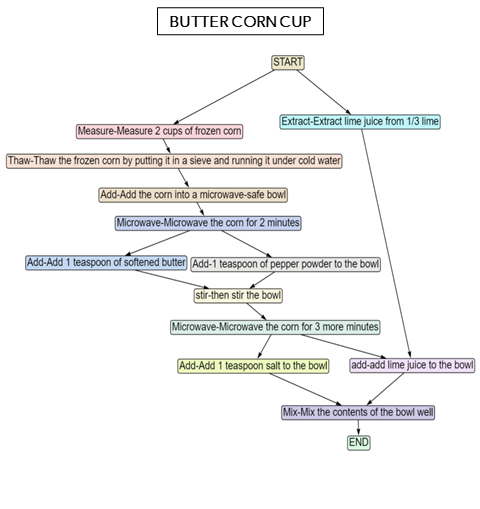 BUTTER CORN CUP
START
Extract-Extract lime juice from 1/3 lime
Measure-Measure 2 cups of frozen corn
Thaw-Thaw the frozen corn by putting it in a sieve and running it under cold water
Add-Add the corn into a microwave-safe bowl
Microwave-Microwave the corn for 2 minutes
Add-Add 1 teaspoon of softened butter
Add-1 teaspoon of pepper powder to the bowl
stir-then stir the bowl
Microwave-Microwave the corn for 3 more minutes
Add-Add 1 teaspoon salt to the bowl
add-add lime juice to the bowl
Mix-Mix the contents of the bowl well
END